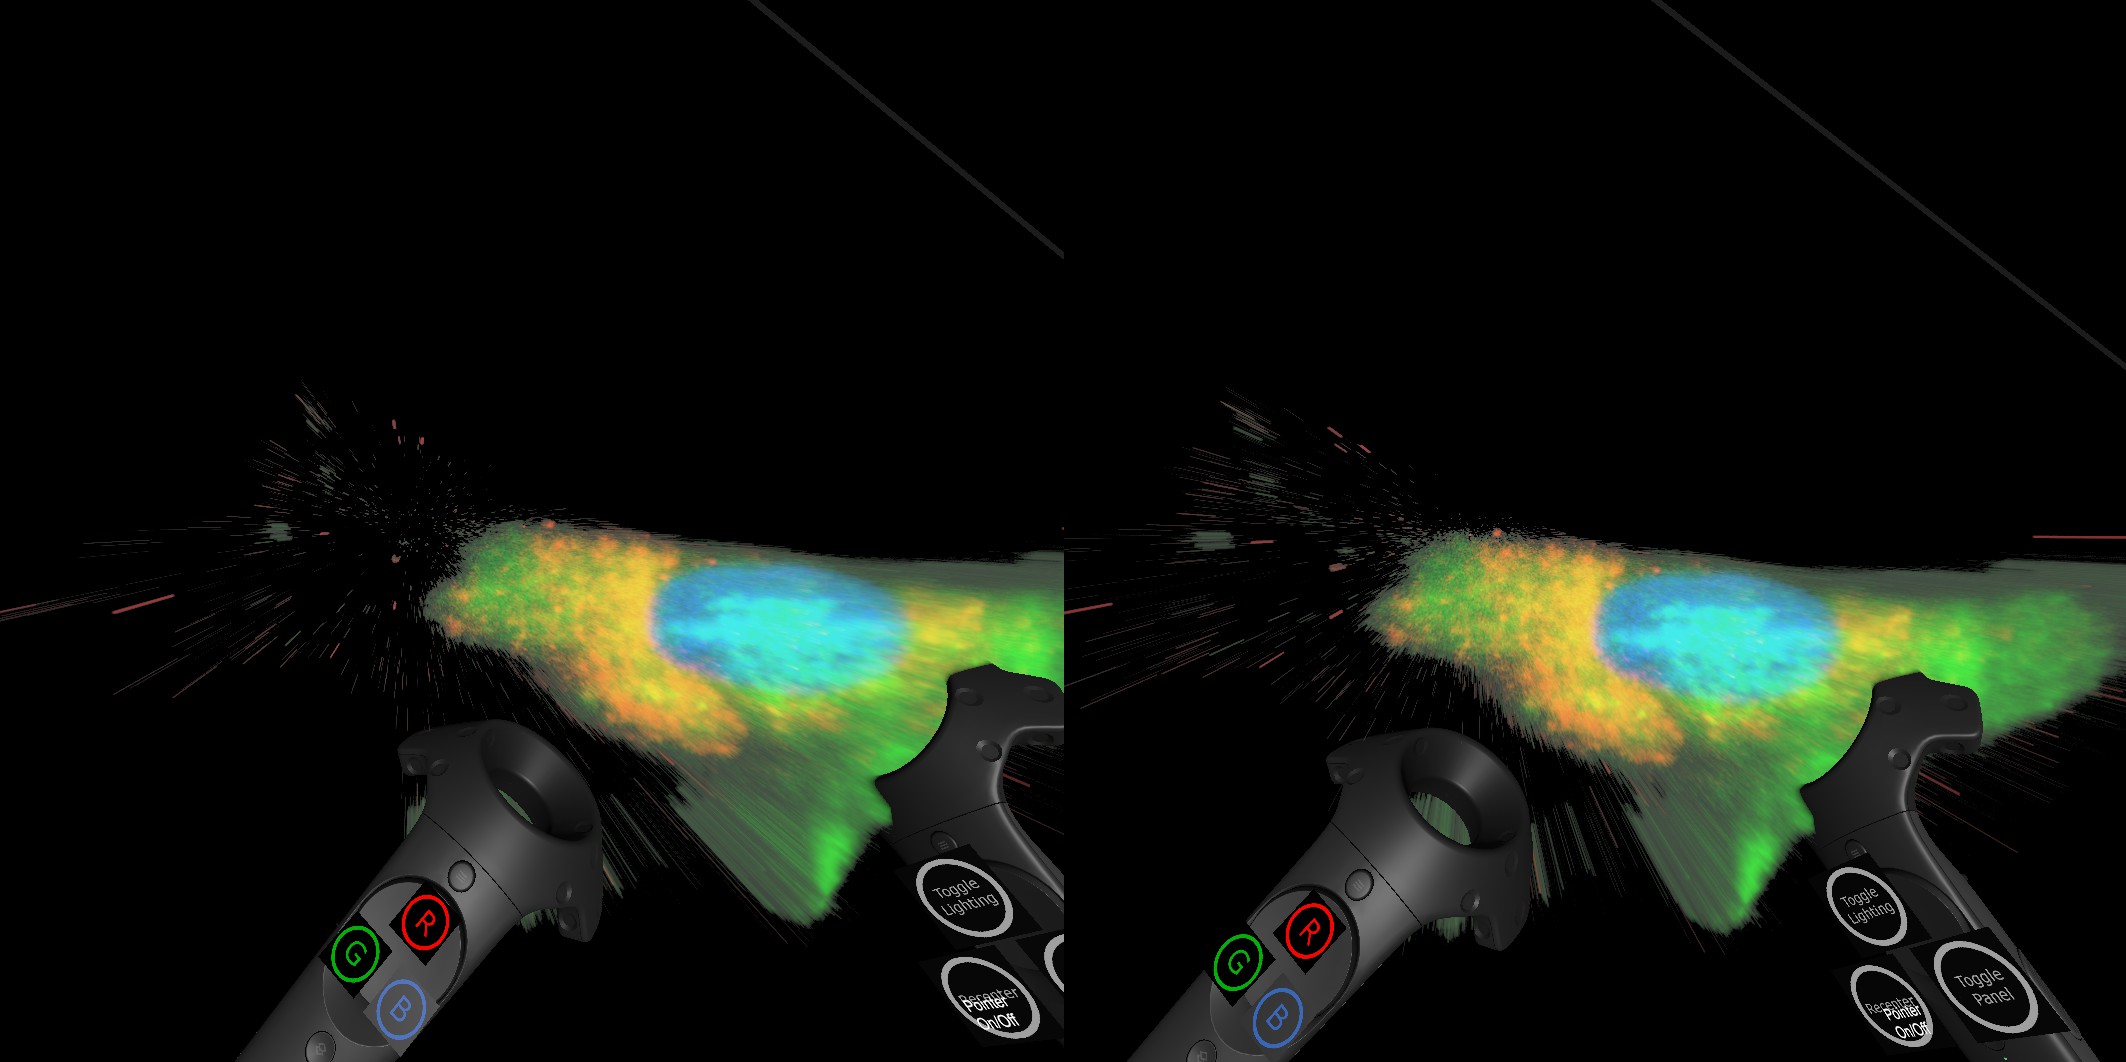 Toggle
Lighting
R
G
B
Recenter
Pointer
On/Off
Toggle
Lighting
R
G
B
Recenter
Pointer
On/Off
Toggle
Panel